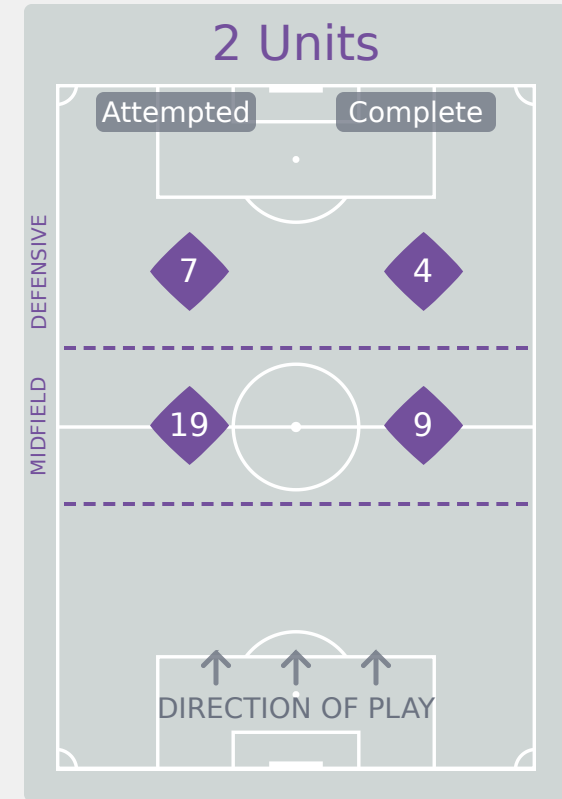 2 Units
Attempted Complete
DEFENSIVE
7 4
MIDFIELD
19 9
DIRECTION OF PLAY